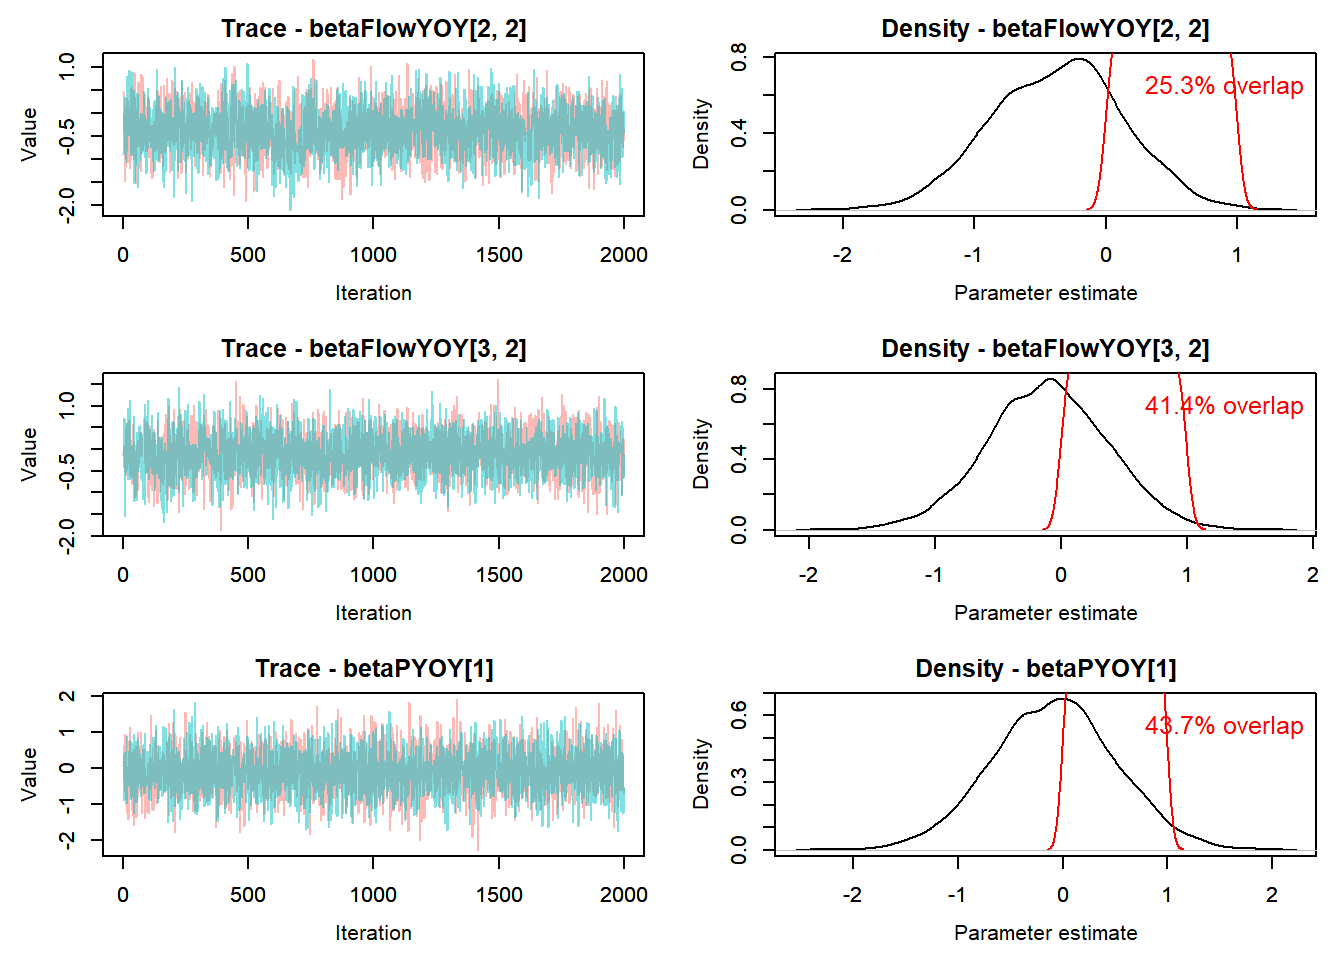 Trace - betaFlowYOY[2, 2]
Value
1.0
-0.5
-2.0
0 500 1000 1500 2000
Iteration
Density - betaFlowYOY[2, 2]
Density
0.8
0.4
0.0
25.3% overlap
-2 -1 0 1
Parameter estimate
Trace - betaFlowYOY[3, 2]
Value
1.0
-0.5
-2.0
0 500 1000 1500 2000
Iteration
Density - betaFlowYOY[3, 2]
Density
0.8
0.4
0.0
41.4% overlap
-2 -1 0 1 2
Parameter estimate
Trace - betaPYOY[1]
Value
2
1
0
-1
-2
0 500 1000 1500 2000
Iteration
Density - betaPYOY[1]
Density
0.6
0.3
0.0
43.7% overlap
-2 -1 0 1 2
Parameter estimate